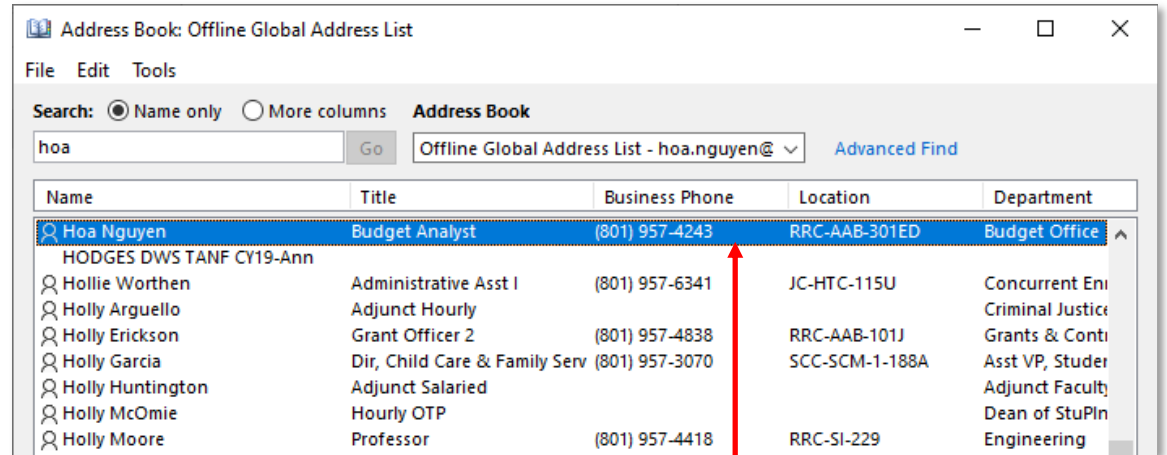 Address Book: Offline Global Address List
File Edit Tools
Search: Name only More columns Address Book
hoa Go Offline Global Address List - hoa.nguyen@ Advanced Find
Name Title Business Phone Location Department
Hoa Nguyen Budget Analyst (801) 957-4243 RRC-AAB-301ED Budget Office
HODGES DWS TANF CY19-Ann
Hollie Worthen Administrative Asst I (801) 957-6341 JC-HTC-115U Concurrent En
Holly Arguello Adjunct Hourly Criminal Justice
Holly Erickson Grant Officer 2 (801) 957-4838 RRC-AAB-101J Grants & Cont
Holly Garcia Dir, Child Care & Family Serv (801) 957-3070 SCC-SCM-1-188A Asst VP, Studen
Holly Huntington Adjunct Salaried Adjunct Faculty
Holly McOmie Hourly OTP Dean of StuPln
Holly Moore Professor (801) 957-4418 RRC-SI-229 Engineering